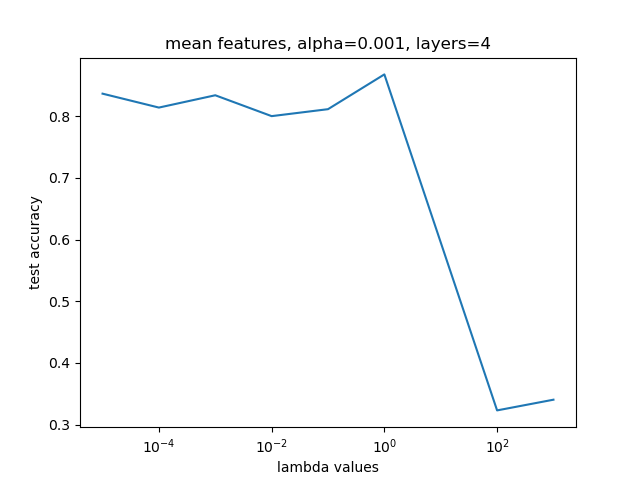 mean features, alpha=0.001, layers=4
test accuracy
0.8
0.7
0.6
0.5
0.4
0.3
10⁻⁴ 10⁻² 10⁰ 10²
lambda values